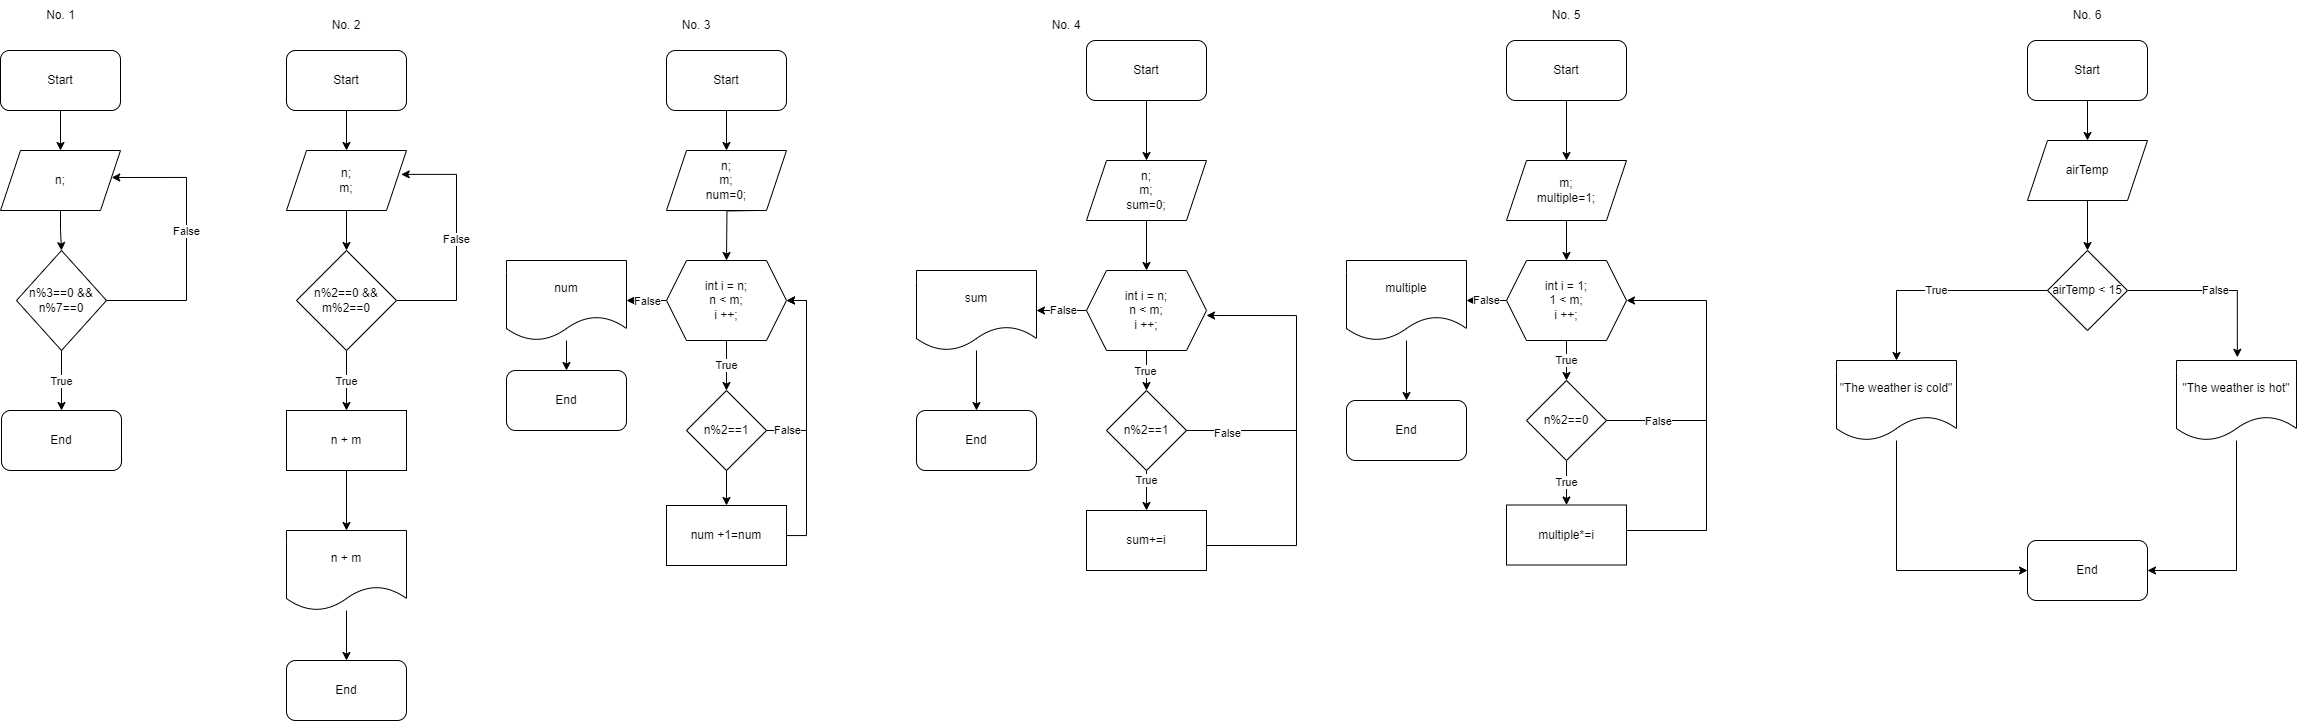 No. 1
Start
n;
False
n%3==0 &&
n%7==0
True
End
No. 2
Start
n;
m;
False
n%2==0 &&
m%2==0
True
n + m
n + m
End
No. 3
Start
n;
m;
num=0;
int i = n;
n < m;
i ++;
False
num
End
True
n%2==1
False
num +1=num
No. 4
Start
n;
m;
sum=0;
int i = n;
n < m;
i ++;
False
sum
End
True
n%2==1
False
True
sum+=i
No. 5
Start
m;
multiple=1;
int i = 1;
1 < m;
i ++;
False
multiple
End
True
n%2==0
False
True
multiple*=i
No. 6
Start
airTemp
airTemp < 15
True
False
"The weather is cold"
"The weather is hot"
End